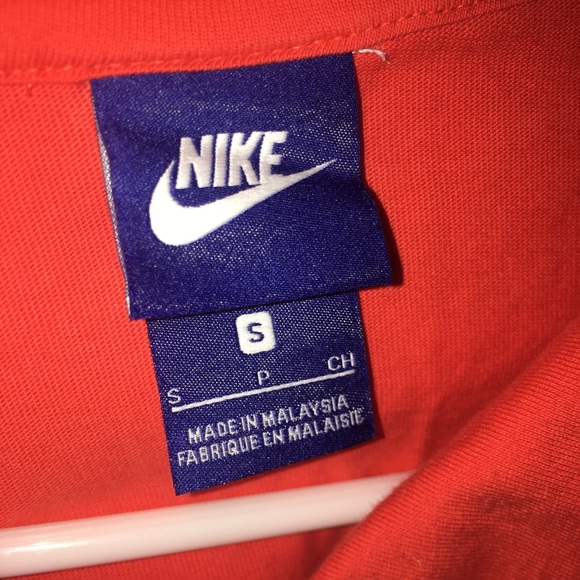 NIKE
S
S P CH
MADE IN MALAYSIA
FABRIQUE EN MALAISIE